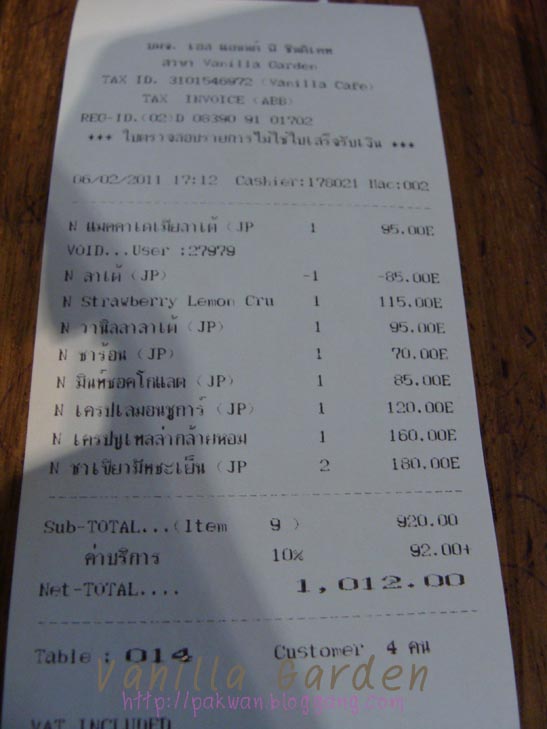 บมจ. เอส แอนด์ พี ซินดิเคท
สาขา Vanilla Garden
TAX ID. 3101546972 (Vanilla Cafe)
TAX INVOICE (ABB)
REG-ID.(02)D 08390 91 01702
*** ใบตรวจสอบรายการไม่ใช่ใบเสร็จรับเงิน ***
06/02/2011 17:12 Cashier:178021 Mac:002
N แมคคาเดเมียลาเต้ (JP 1 95.00E
VOID...User :27979
N ลาเต้ (JP) -1 -85.00E
N Strawberry Lemon Cru 1 115.00E
N วานิลลาลาเต้ (JP) 1 95.00E
N ชาร้อน (JP) 1 70.00E
N มินท์ชอคโกแลต (JP) 1 85.00E
N เครปเลมอนชูการ์ (JP) 1 120.00E
N เครปนูเทลล่ากล้วยหอม 1 160.00E
N ชาเขียวมัทชะเย็น (JP 2 180.00E
Sub-TOTAL...(Item 9 ) 920.00
ค่าบริการ 10% 92.00+
Net-TOTAL.... 1,012.00
Table : 014 Customer 4 คน
Vanilla Garden
http://pakwan.bloggang.com
VAT INCLUDED